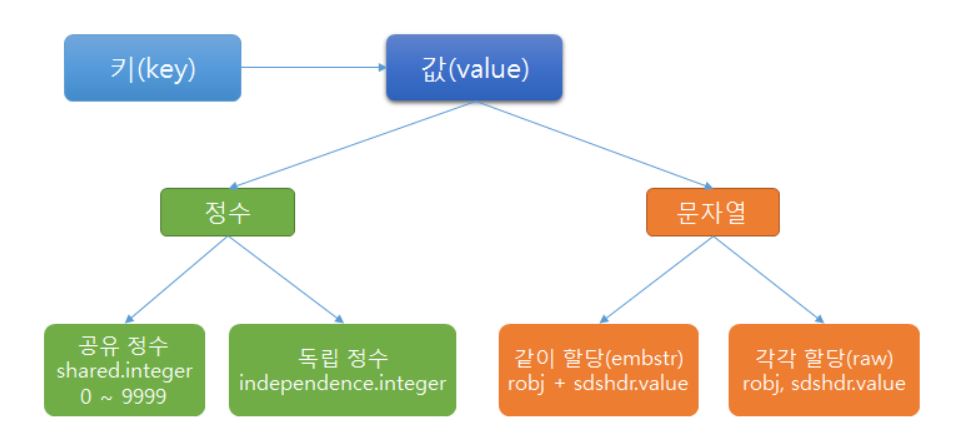 키(key)
값(value)
정수
문자열
공유 정수
shared.integer
0 ~ 9999
독립 정수
independence.integer
같이 할당(embstr)
robj + sdshdr.value
각각 할당(raw)
robj, sdshdr.value